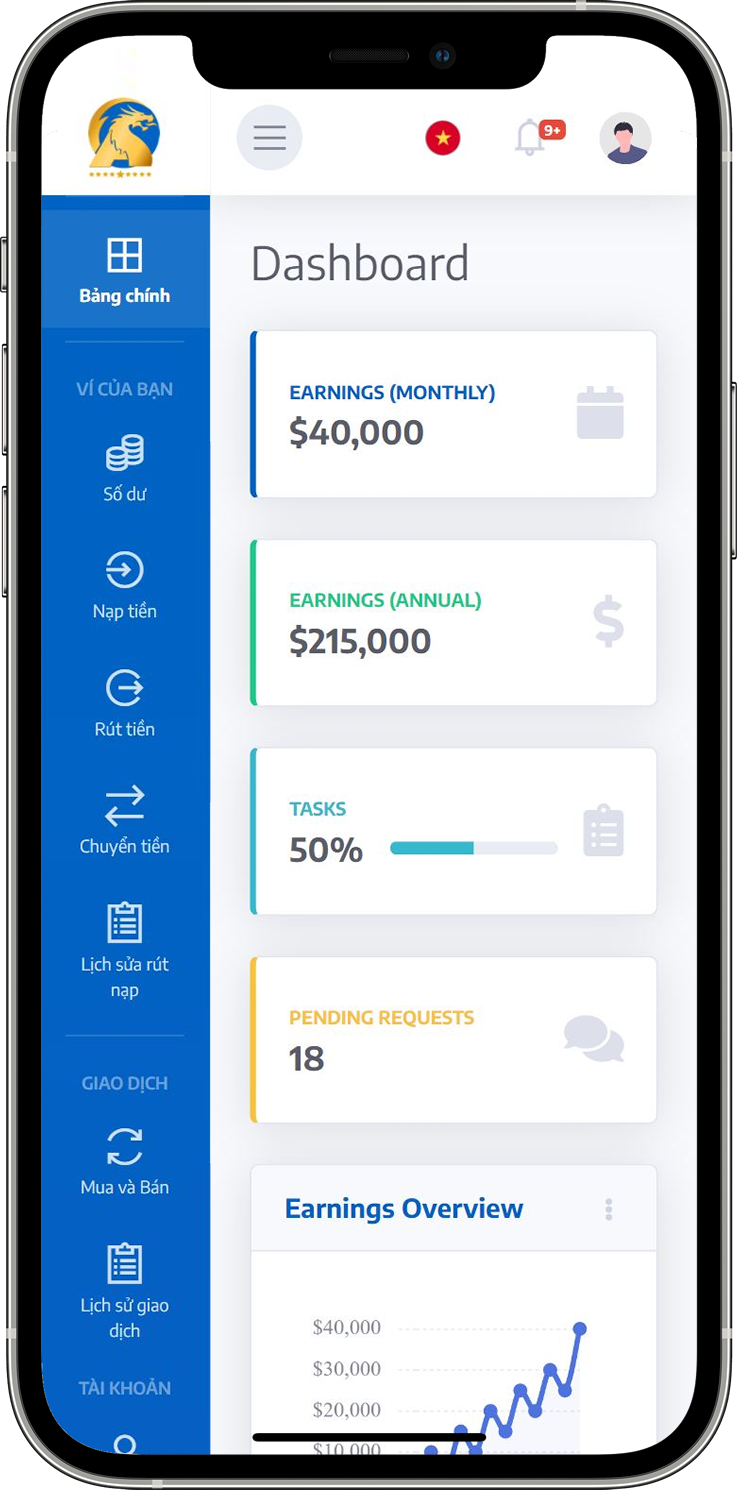 9+
Dashboard
Bảng chính
VÍ CỦA BẠN
Số dư
Nạp tiền
Rút tiền
Chuyển tiền
Lịch sửa rút
nạp
GIAO DỊCH
Mua và Bán
Lịch sử giao
dịch
TÀI KHOẢN
EARNINGS (MONTHLY)
$40,000
EARNINGS (ANNUAL)
$215,000
TASKS
50%
PENDING REQUESTS
18
Earnings Overview
$40,000
$30,000
$20,000
$10,000